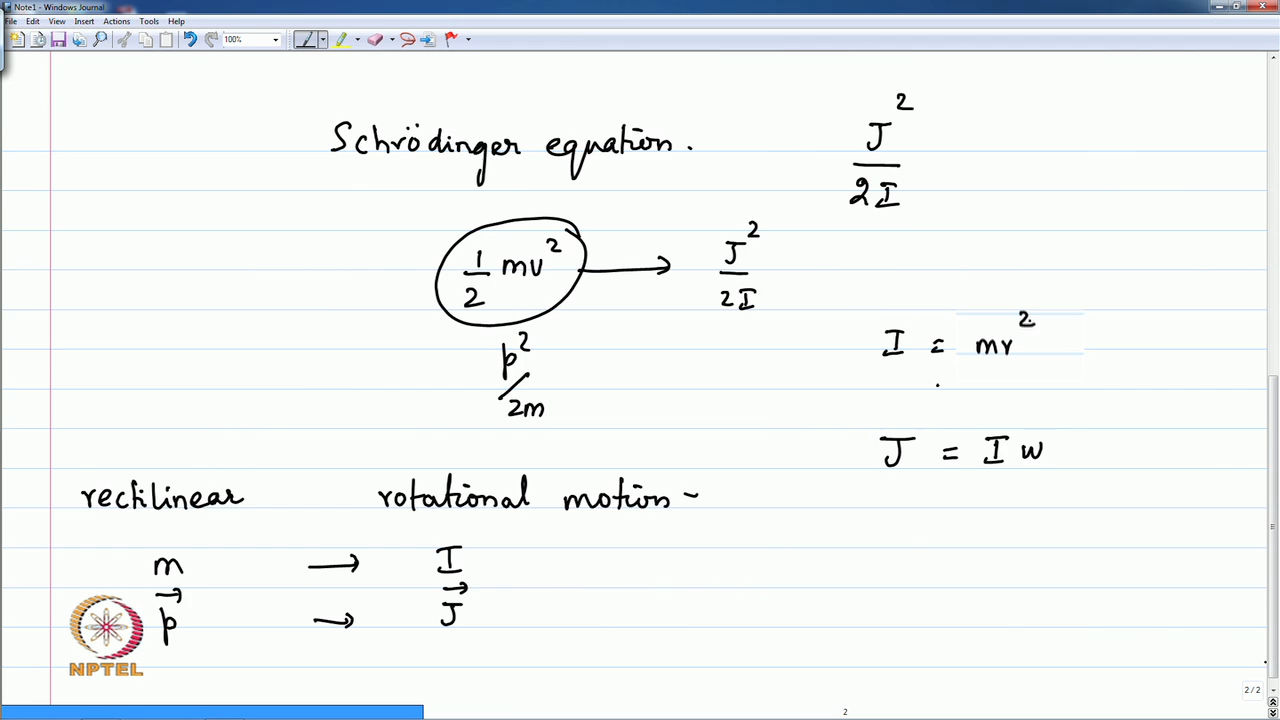 Note1 - Windows Journal
File Edit View Insert Actions Tools Help
100%
Schrödinger equation.
J²/2I
½ mv² → J²/2I
p²/2m
I = mr²
J = I ω
rectilinear rotational motion -
m → I
p⃗ → J⃗
NPTEL
2 / 2
2